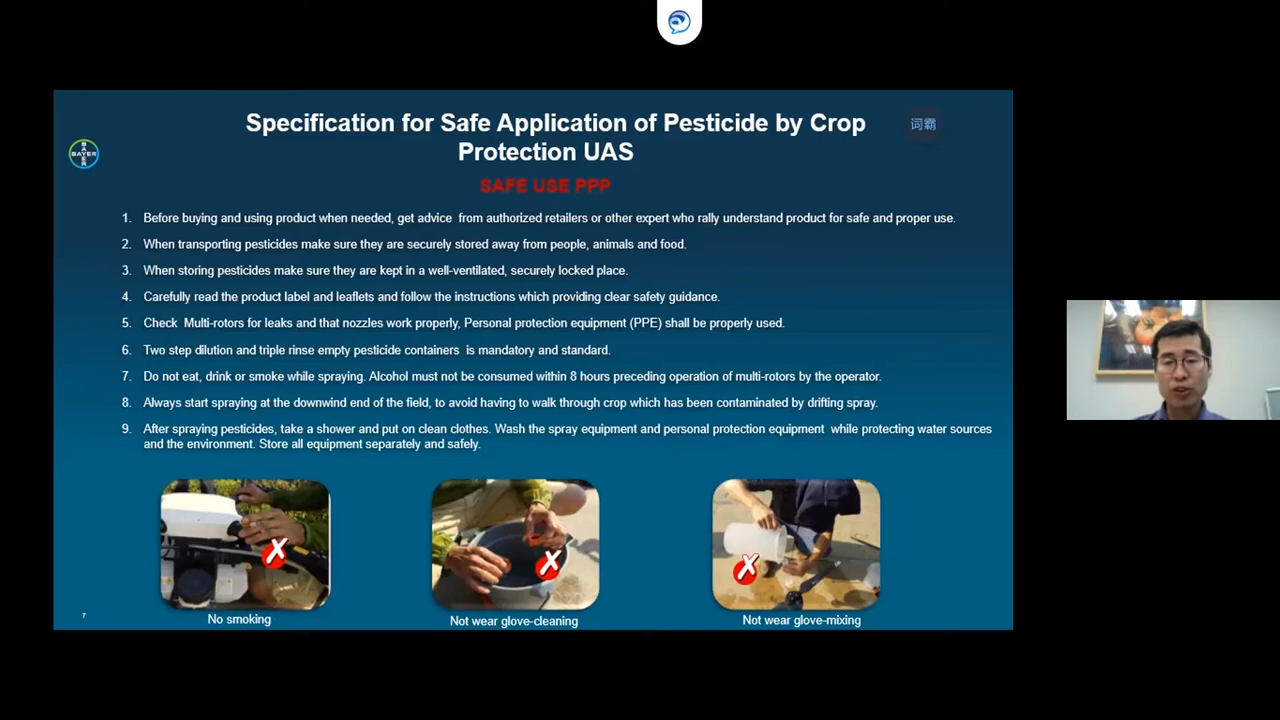 Specification for Safe Application of Pesticide by Crop
Protection UAS
词霸
BAYER
BAYER
SAFE USE PPP
1. Before buying and using product when needed, get advice from authorized retailers or other expert who rally understand product for safe and proper use.
2. When transporting pesticides make sure they are securely stored away from people, animals and food.
3. When storing pesticides make sure they are kept in a well-ventilated, securely locked place.
4. Carefully read the product label and leaflets and follow the instructions which providing clear safety guidance.
5. Check Multi-rotors for leaks and that nozzles work properly, Personal protection equipment (PPE) shall be properly used.
6. Two step dilution and triple rinse empty pesticide containers is mandatory and standard.
7. Do not eat, drink or smoke while spraying. Alcohol must not be consumed within 8 hours preceding operation of multi-rotors by the operator.
8. Always start spraying at the downwind end of the field, to avoid having to walk through crop which has been contaminated by drifting spray.
9. After spraying pesticides, take a shower and put on clean clothes. Wash the spray equipment and personal protection equipment while protecting water sources
and the environment. Store all equipment separately and safely.
No smoking
Not wear glove-cleaning
Not wear glove-mixing
7